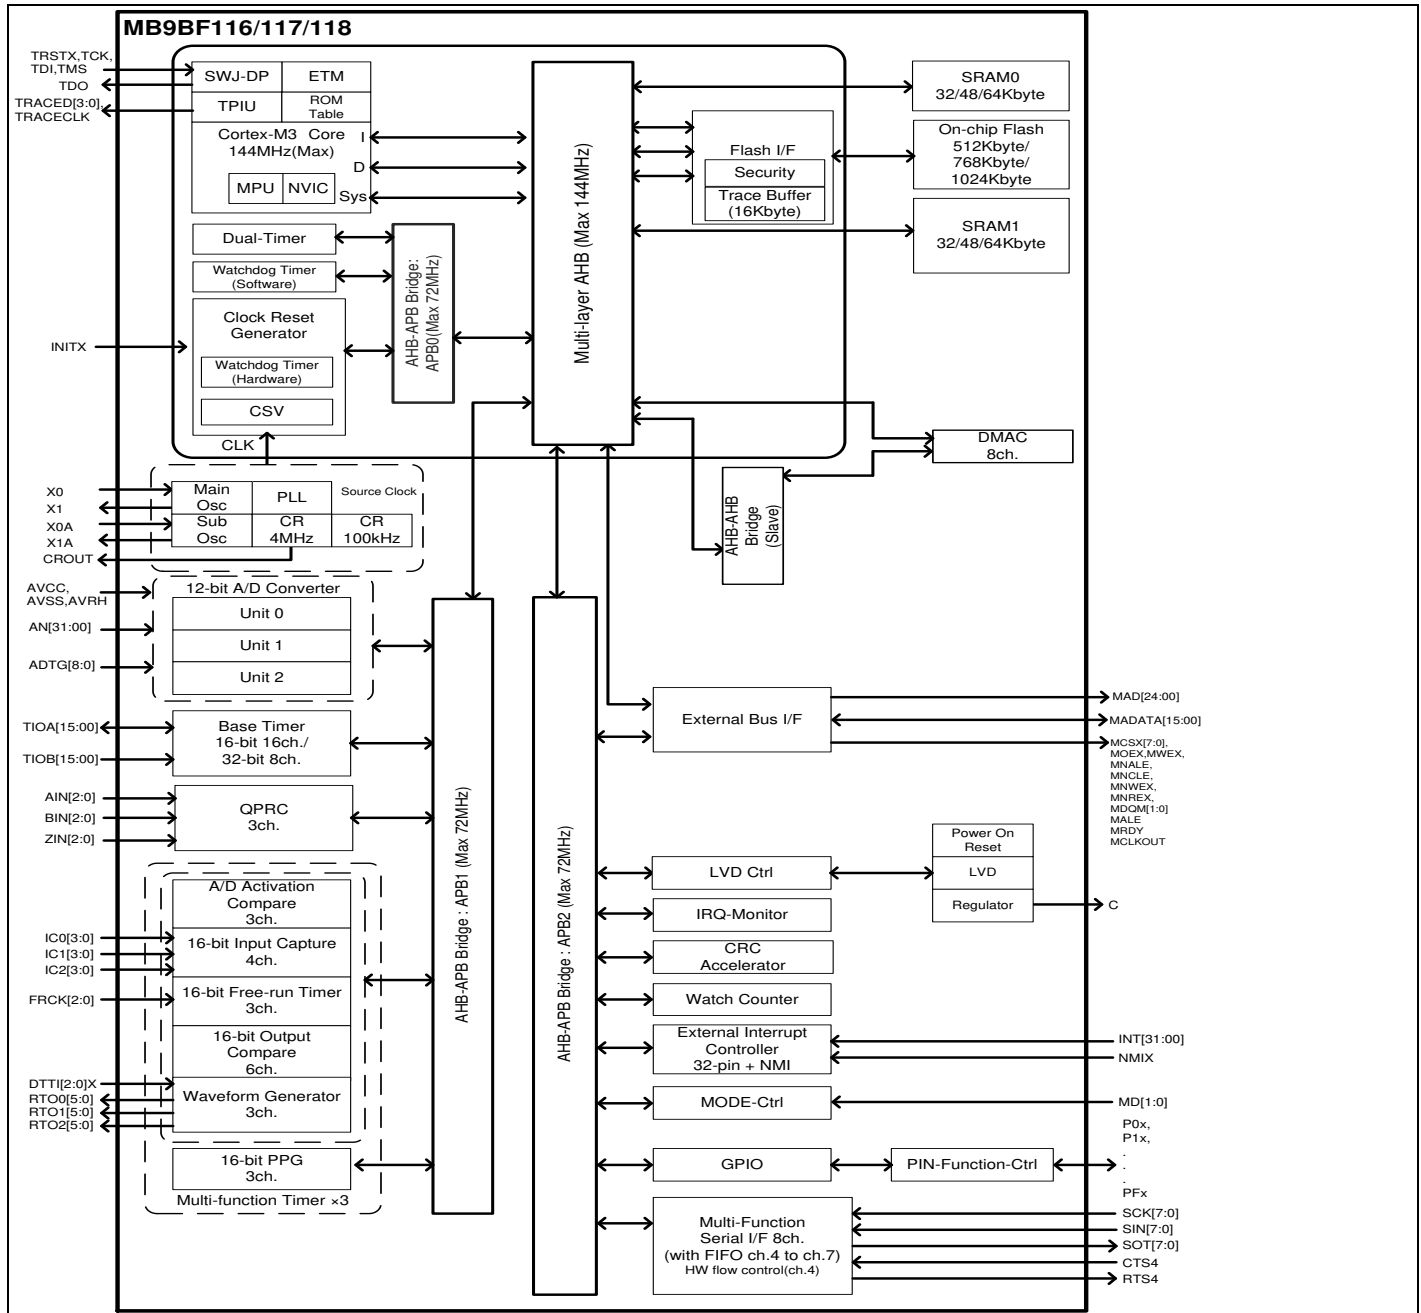 MB9BF116/117/118
TRSTX,TCK,
TDI,TMS
TDO
TRACED[3:0],
TRACECLK
SWJ-DP
ETM
TPIU
ROM
Table
Cortex-M3 Core
144MHz(Max)
I
D
Sys
MPU
NVIC
Dual-Timer
Watchdog Timer
(Software)
Clock Reset
Generator
Watchdog Timer
(Hardware)
CSV
CLK
INITX
AHB-APB Bridge:
APB0(Max 72MHz)
Multi-layer AHB (Max 144MHz)
Flash I/F
Security
Trace Buffer
(16Kbyte)
SRAM0
32/48/64Kbyte
On-chip Flash
512Kbyte/
768Kbyte/
1024Kbyte
SRAM1
32/48/64Kbyte
DMAC
8ch.
AHB-AHB
Bridge
(Slave)
X0
X1
X0A
X1A
CROUT
Main
Osc
PLL
Source Clock
Sub
Osc
CR
4MHz
CR
100kHz
AVCC,
AVSS,AVRH
AN[31:00]
ADTG[8:0]
12-bit A/D Converter
Unit 0
Unit 1
Unit 2
TIOA[15:00]
TIOB[15:00]
Base Timer
16-bit 16ch./
32-bit 8ch.
AIN[2:0]
BIN[2:0]
ZIN[2:0]
QPRC
3ch.
A/D Activation
Compare
3ch.
IC0[3:0]
IC1[3:0]
IC2[3:0]
16-bit Input Capture
4ch.
FRCK[2:0]
16-bit Free-run Timer
3ch.
16-bit Output
Compare
6ch.
DTTI[2:0]X
RTO0[5:0]
RTO1[5:0]
RTO2[5:0]
Waveform Generator
3ch.
16-bit PPG
3ch.
Multi-function Timer ×3
AHB-APB Bridge : APB1 (Max 72MHz)
AHB-APB Bridge : APB2 (Max 72MHz)
External Bus I/F
MAD[24:00]
MADATA[15:00]
MCSX[7:0],
MOEX,MWEX,
MNALE,
MNCLE,
MNWEX,
MNREX,
MDQM[1:0]
MALE
MRDY
MCLKOUT
LVD Ctrl
Power On
Reset
LVD
Regulator
C
IRQ-Monitor
CRC
Accelerator
Watch Counter
External Interrupt
Controller
32-pin + NMI
INT[31:00]
NMIX
MODE-Ctrl
MD[1:0]
GPIO
PIN-Function-Ctrl
P0x,
P1x,
.
.
.
PFx
Multi-Function
Serial I/F 8ch.
(with FIFO ch.4 to ch.7)
HW flow control(ch.4)
SCK[7:0]
SIN[7:0]
SOT[7:0]
CTS4
RTS4